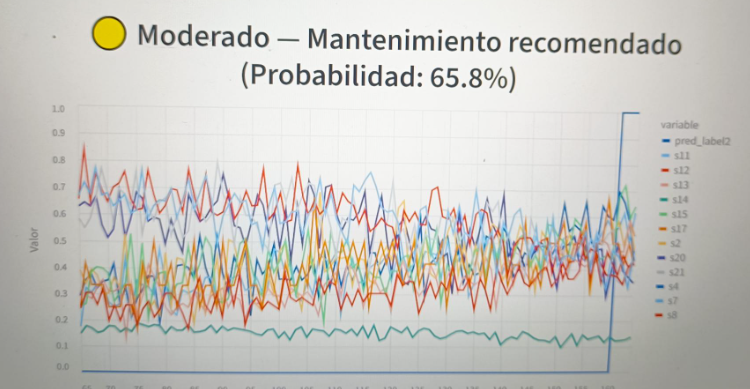 Moderado — Mantenimiento recomendado
(Probabilidad: 65.8%)
1.0
0.9
0.8
0.7
0.6
0.5
0.4
0.3
0.2
0.1
0.0
Valor
variable
pred_label2
s11
s12
s13
s14
s15
s17
s2
s20
s21
s4
s7
s8